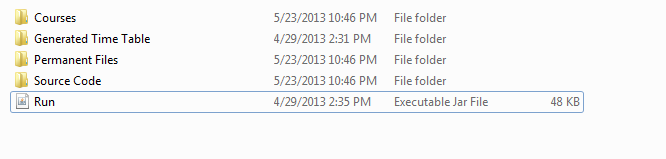 Courses 5/23/2013 10:46 PM File folder
Generated Time Table 4/29/2013 2:31 PM File folder
Permanent Files 5/23/2013 10:46 PM File folder
Source Code 5/23/2013 10:46 PM File folder
Run 4/29/2013 2:35 PM Executable Jar File 48 KB